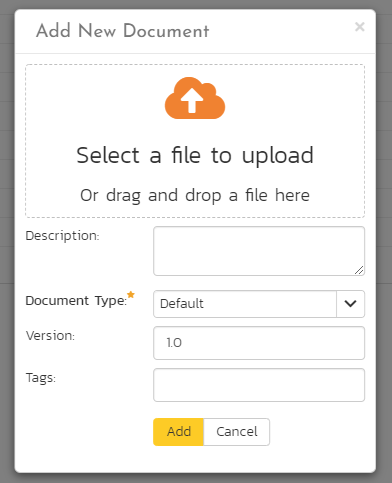 Add New Document ×
Select a file to upload
Or drag and drop a file here
Description:
Document Type:
Default
Version:
1.0
Tags:
Add Cancel